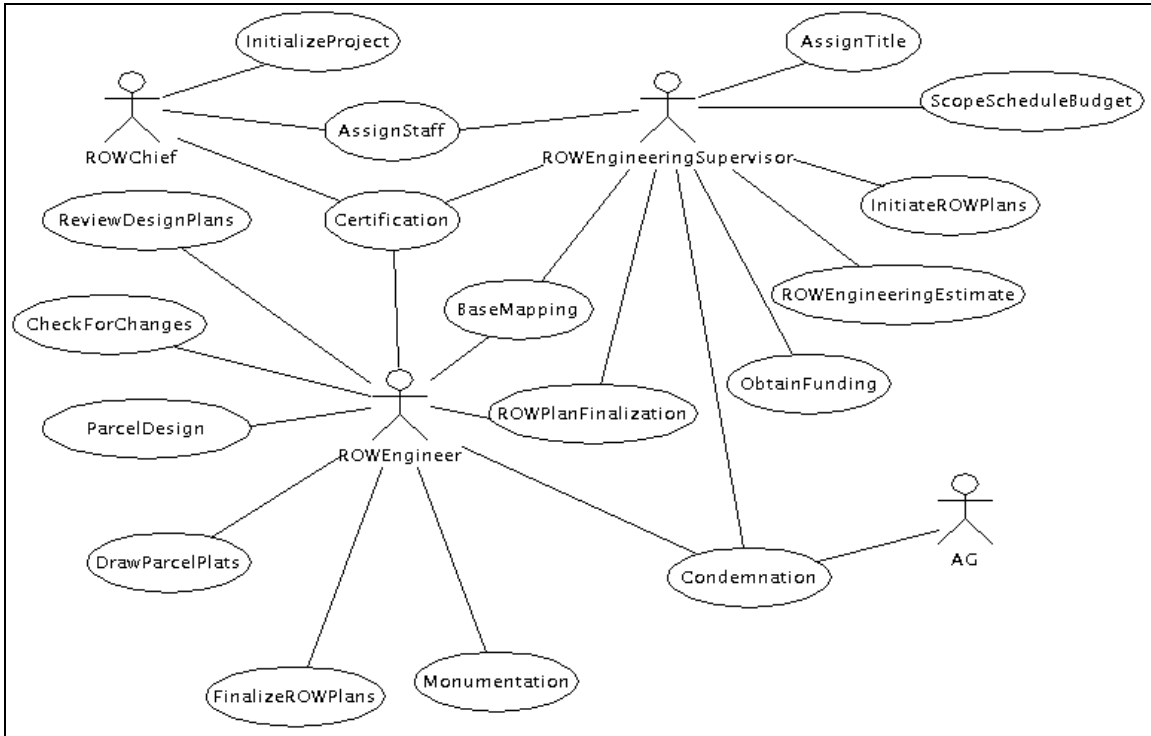 InitializeProject
AssignTitle
ScopeScheduleBudget
AssignStaff
ROWChief
ROWEngineeringSupervisor
InitiateROWPlans
ReviewDesignPlans
Certification
ROWEngineeringEstimate
BaseMapping
CheckForChanges
ObtainFunding
ROWPlanFinalization
ParcelDesign
ROWEngineer
DrawParcelPlats
AG
Condemnation
Monumentation
FinalizeROWPlans